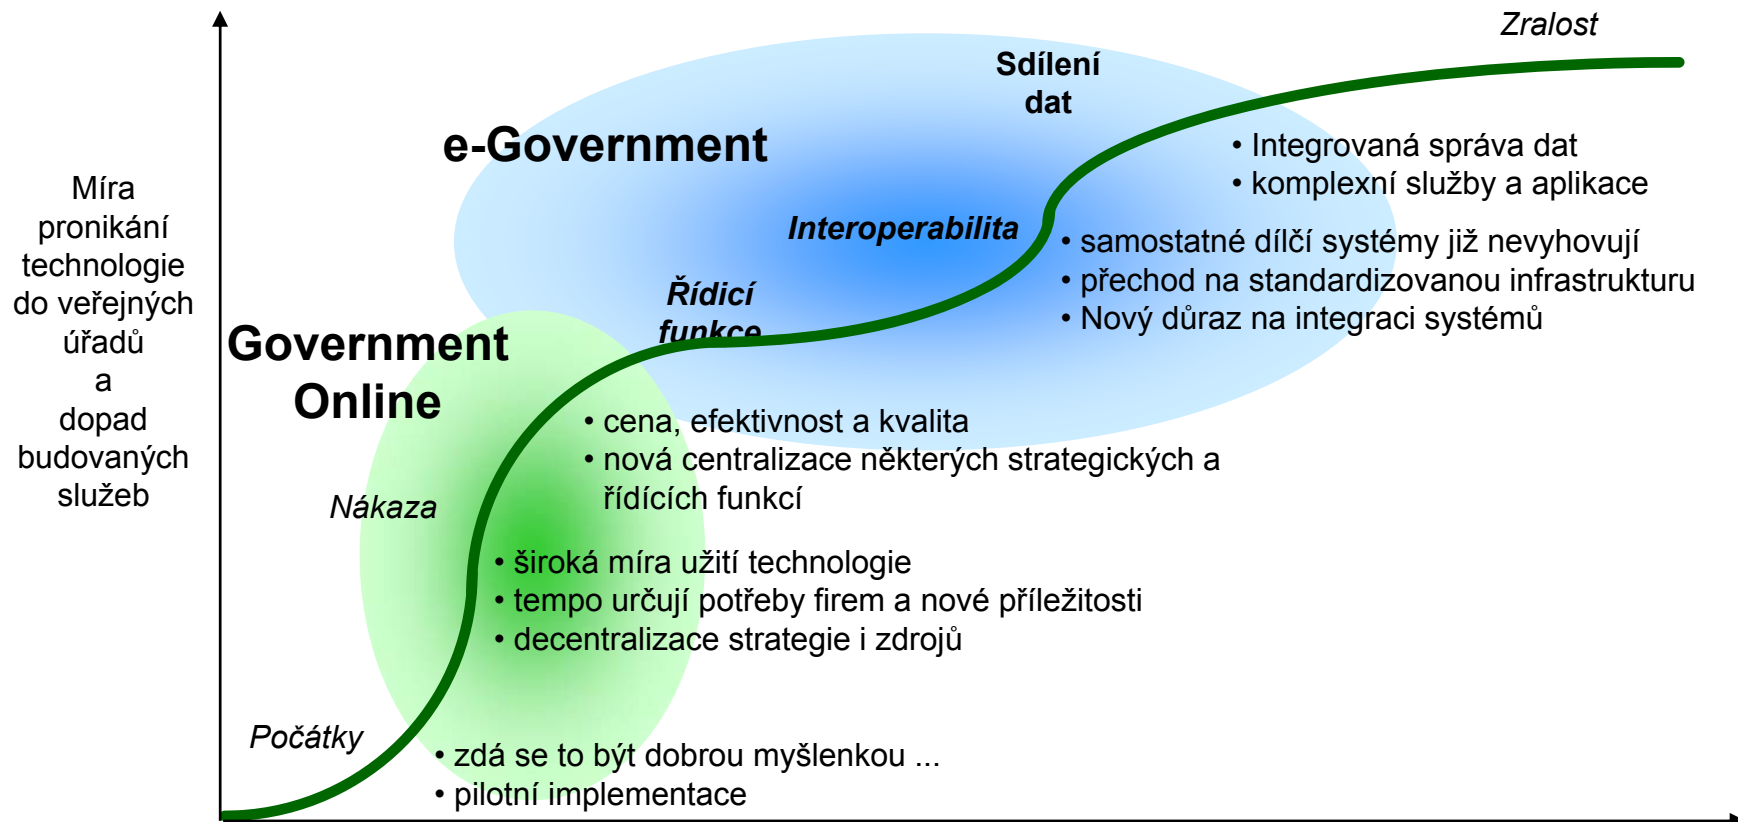 Zralost
Sdílení
dat
e-Government
• Integrovaná správa dat
• komplexní služby a aplikace
Míra
pronikání
technologie
do veřejných
úřadů
a
dopad
budovaných
služeb
Interoperabilita
• samostatné dílčí systémy již nevyhovují
• přechod na standardizovanou infrastrukturu
• Nový důraz na integraci systémů
Řídicí
funkce
Government
Online
• cena, efektivnost a kvalita
• nová centralizace některých strategických a
řídících funkcí
Nákaza
• široká míra užití technologie
• tempo určují potřeby firem a nové příležitosti
• decentralizace strategie i zdrojů
Počátky
• zdá se to být dobrou myšlenkou ...
• pilotní implementace